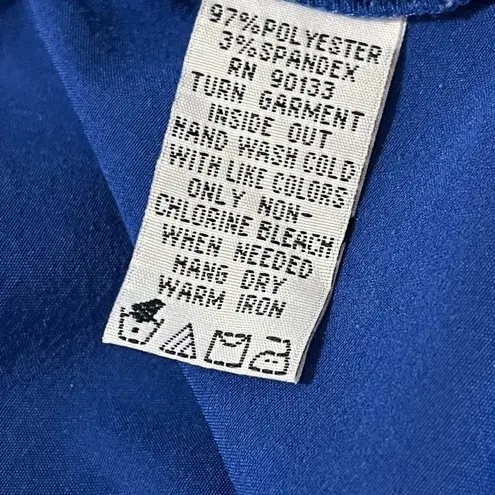 97%POLYESTER
3%SPANDEX
RN 90133
TURN GARMENT
INSIDE OUT
HAND WASH COLD
WITH LIKE COLORS
ONLY NON-
CHLORINE BLEACH
WHEN NEEDED
HANG DRY
WARM IRON